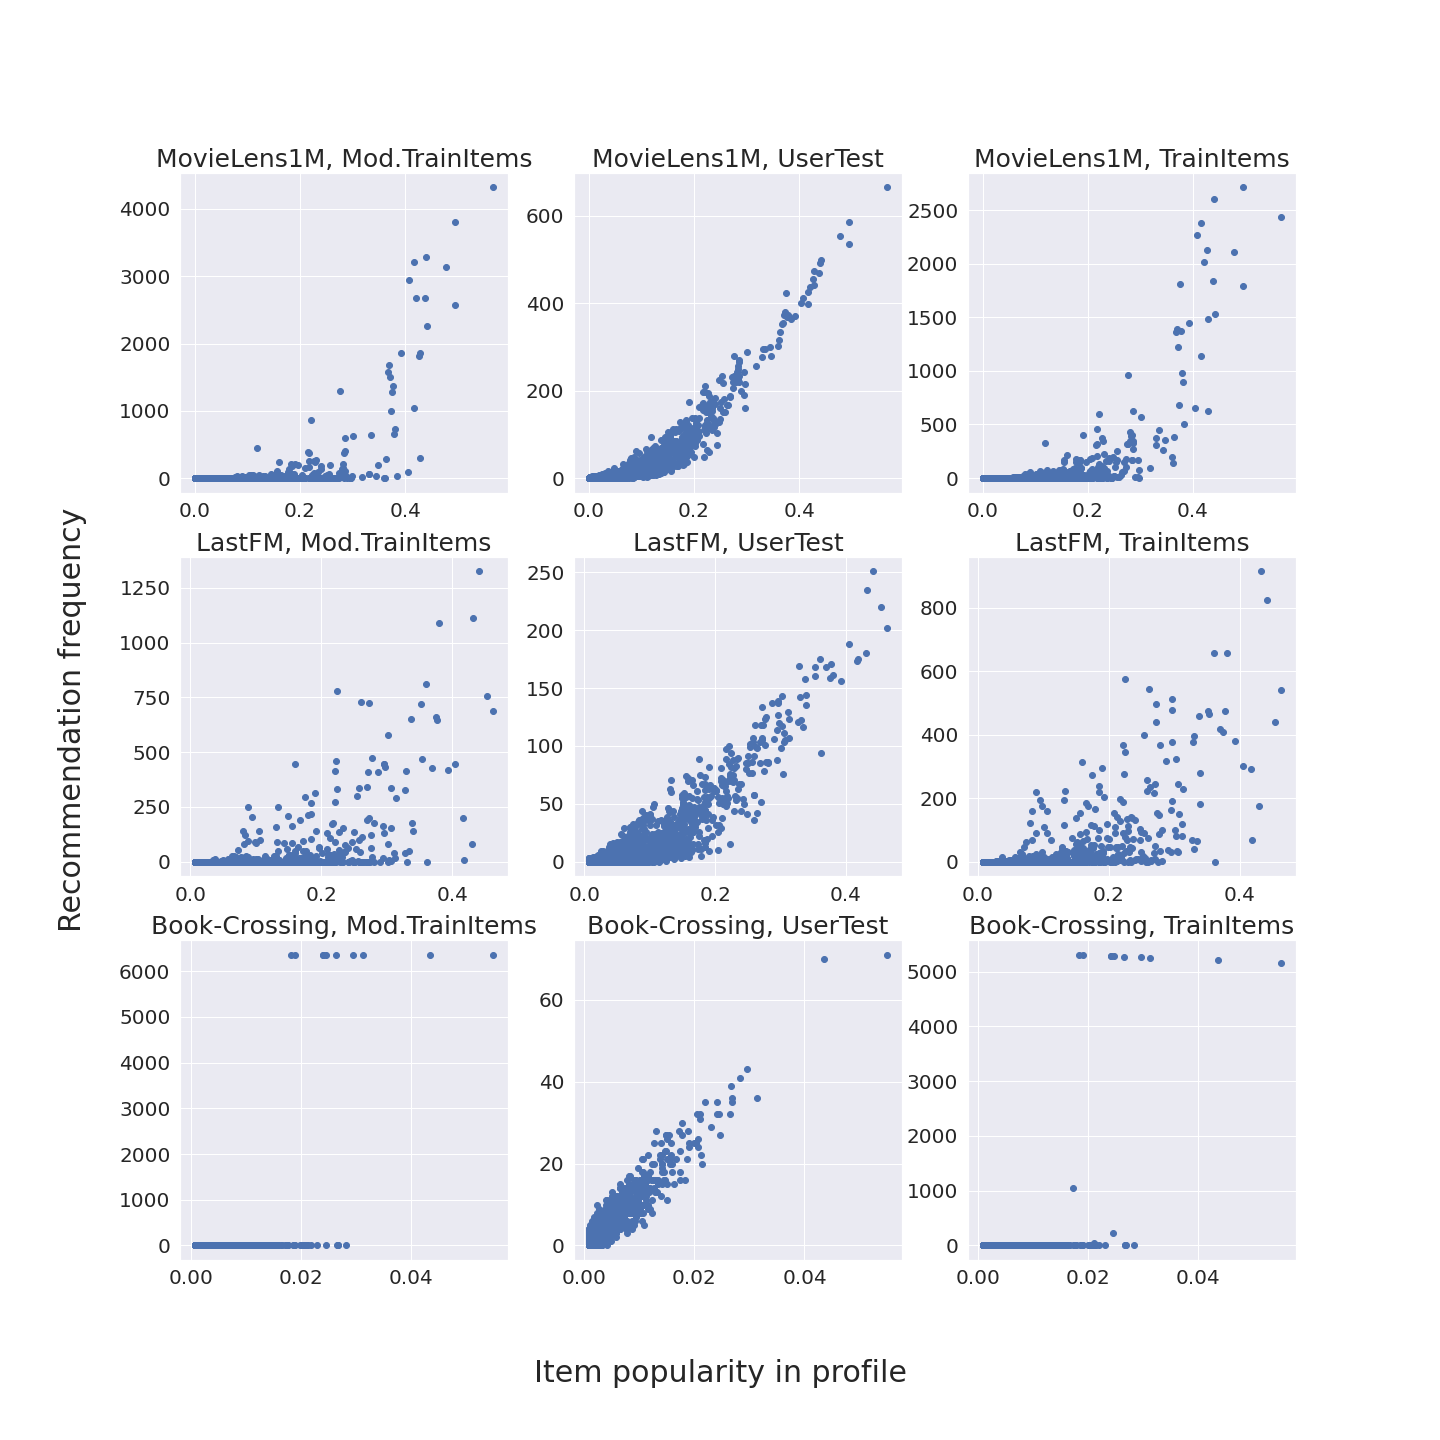 MovieLens1M, Mod.TrainItems
MovieLens1M, UserTest
MovieLens1M, TrainItems
4000
3000
2000
1000
0
0.0 0.2 0.4
600
400
200
0
0.0 0.2 0.4
2500
2000
1500
1000
500
0
0.0 0.2 0.4
LastFM, Mod.TrainItems
LastFM, UserTest
LastFM, TrainItems
1250
1000
750
500
250
0
0.0 0.2 0.4
250
200
150
100
50
0
0.0 0.2 0.4
800
600
400
200
0
0.0 0.2 0.4
Book-Crossing, Mod.TrainItems
Book-Crossing, UserTest
Book-Crossing, TrainItems
6000
5000
4000
3000
2000
1000
0
0.00 0.02 0.04
60
40
20
0
0.00 0.02 0.04
5000
4000
3000
2000
1000
0
0.00 0.02 0.04
Recommendation frequency
Item popularity in profile